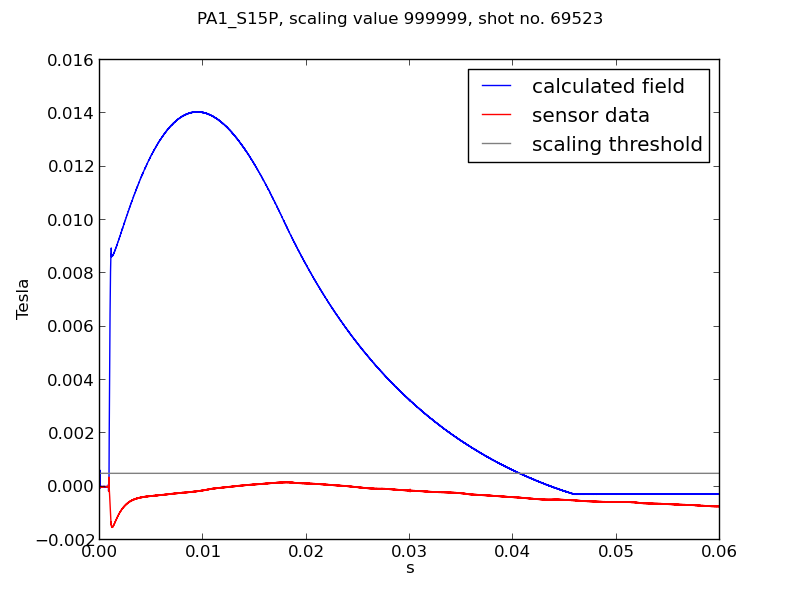 PA1_S15P, scaling value 999999, shot no. 69523
calculated field
sensor data
scaling threshold
0.016
0.014
0.012
0.010
0.008
0.006
0.004
0.002
0.000
−0.002
Tesla
0.00 0.01 0.02 0.03 0.04 0.05 0.06
s